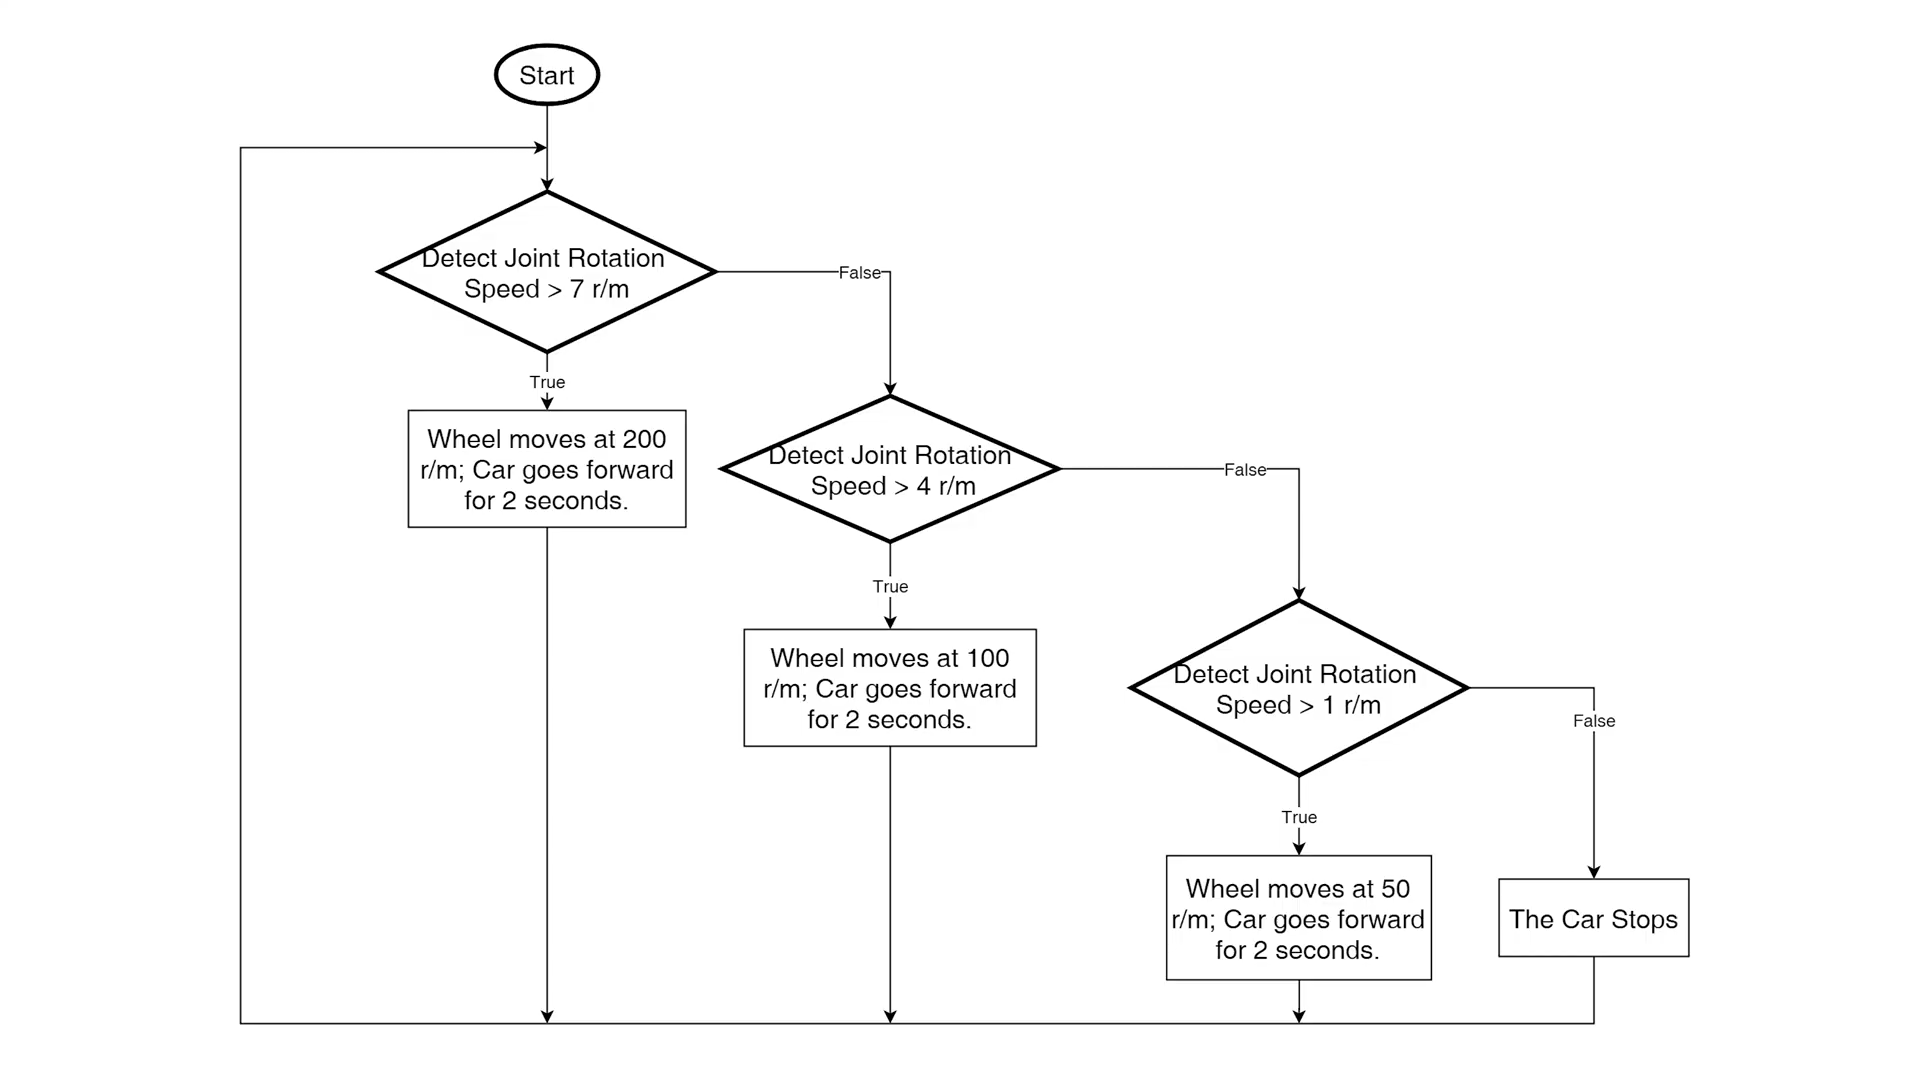 Start
Detect Joint Rotation
Speed > 7 r/m
False
True
Wheel moves at 200
r/m; Car goes forward
for 2 seconds.
Detect Joint Rotation
Speed > 4 r/m
False
True
Wheel moves at 100
r/m; Car goes forward
for 2 seconds.
Detect Joint Rotation
Speed > 1 r/m
False
True
Wheel moves at 50
r/m; Car goes forward
for 2 seconds.
The Car Stops